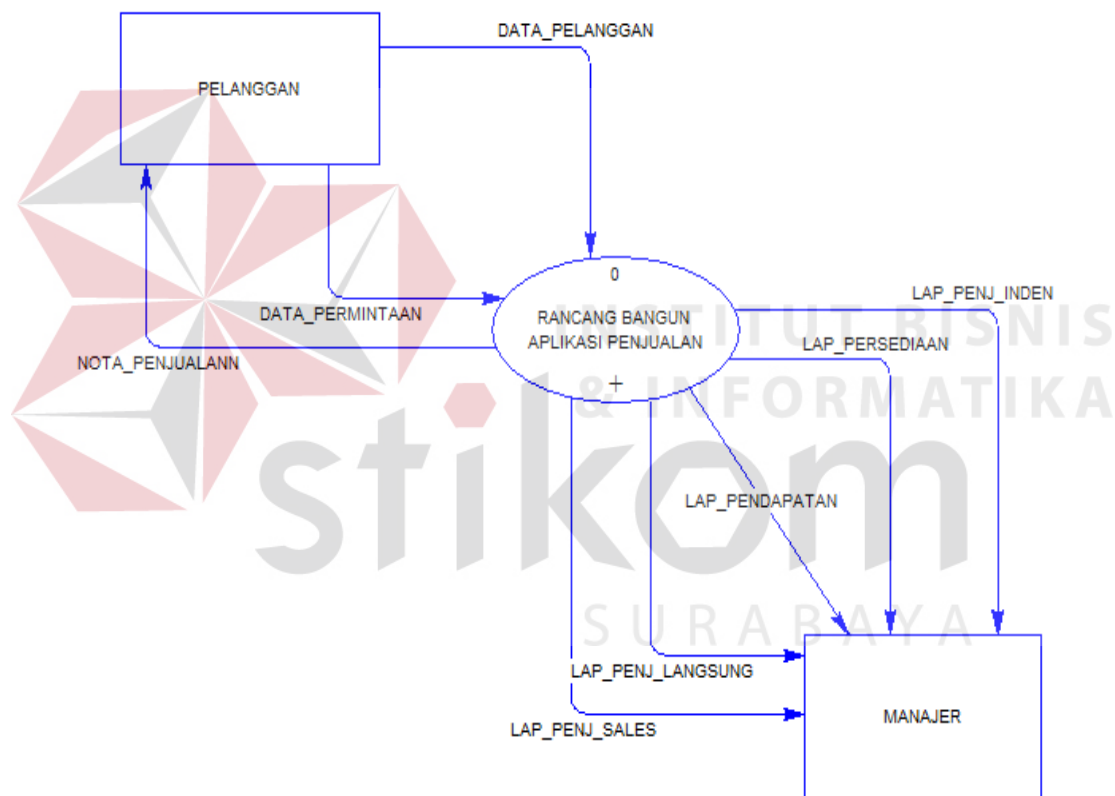 DATA_PELANGGAN
PELANGGAN
0
DATA_PERMINTAAN
RANCANG BANGUN
APLIKASI PENJUALAN
+
NOTA_PENJUALANN
LAP_PENJ_INDEN
LAP_PERSEDIAAN
INSTITUT BISNIS
& INFORMATIKA
stikom
SURABAYA
LAP_PENDAPATAN
LAP_PENJ_LANGSUNG
LAP_PENJ_SALES
MANAJER